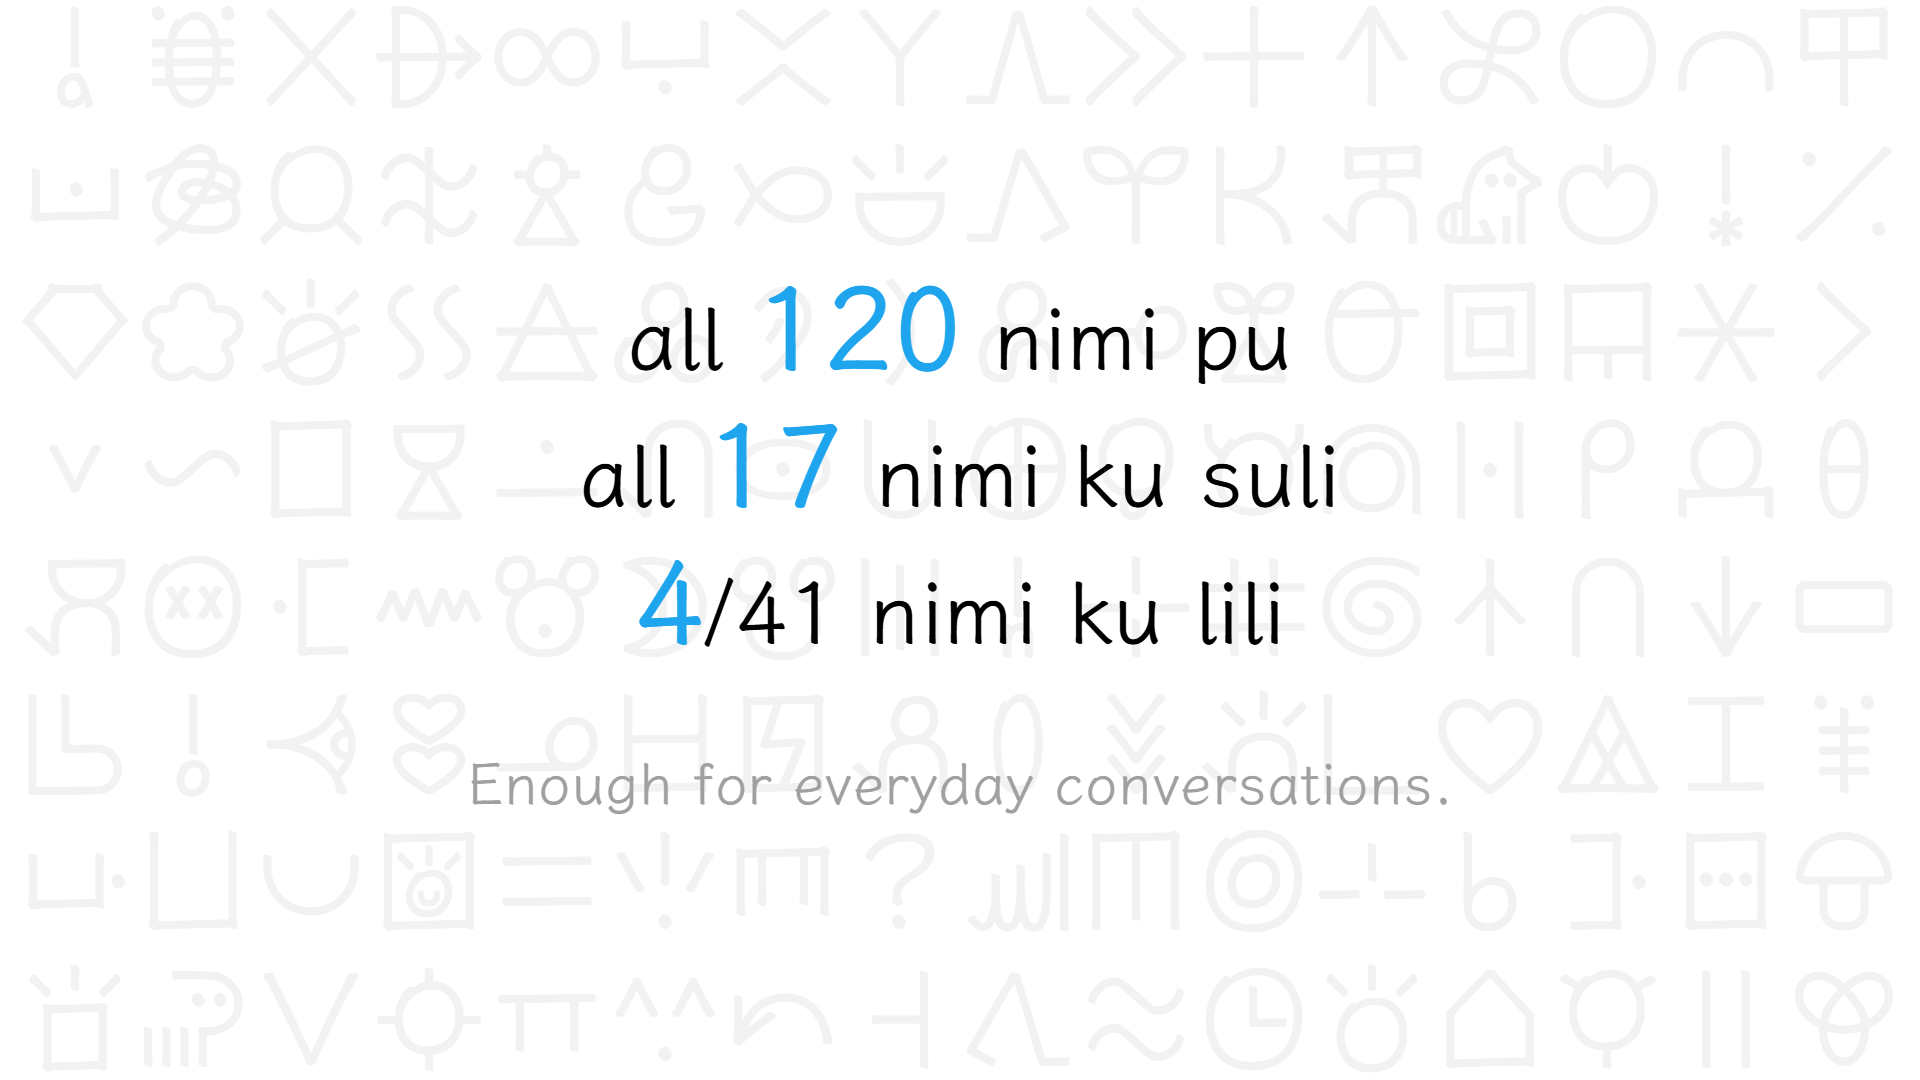 all 120 nimi pu
all 17 nimi ku suli
4/41 nimi ku lili
Enough for everyday conversations.